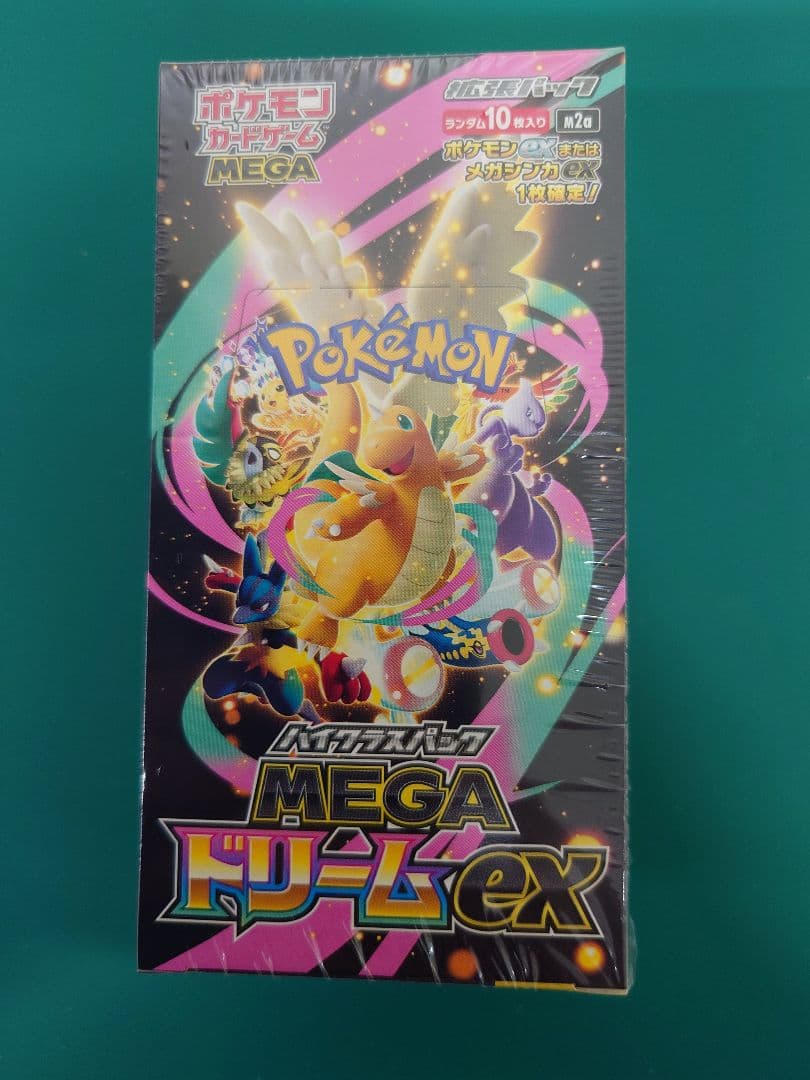 ポケモン
カードゲーム
MEGA
拡張パック
ランダム10枚入り M2a
ポケモンexまたは
メガシンカex
1枚確定!
POKéMON
TM
ハイクラスパック
MEGA
ドリームex